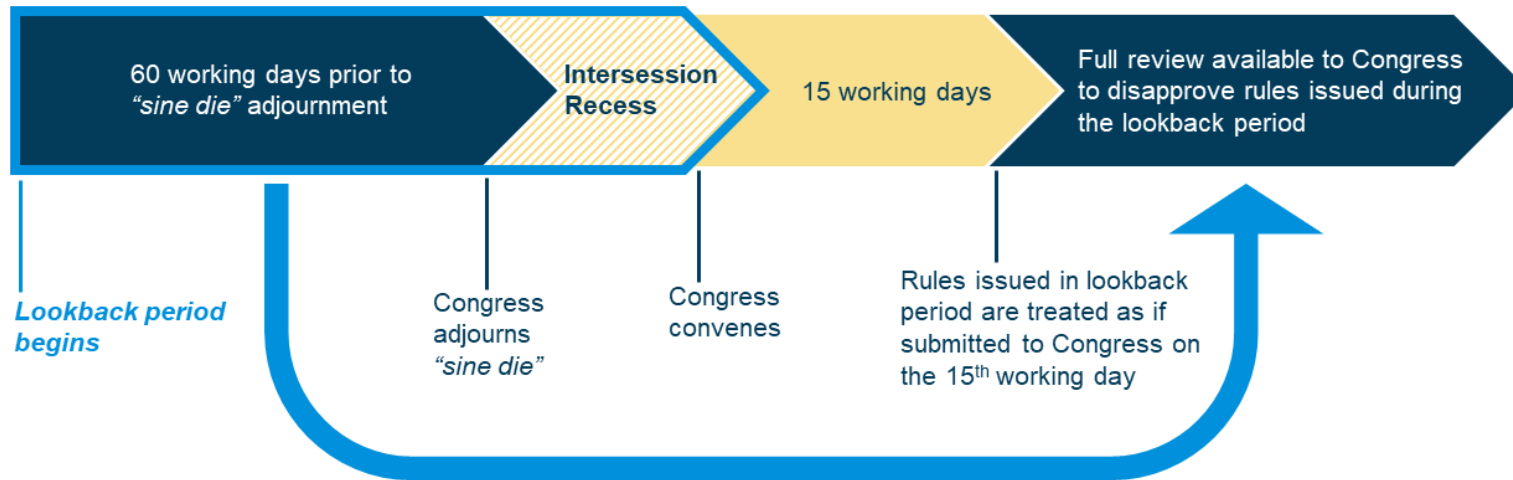 60 working days prior to
“sine die” adjournment
Intersession
Recess
15 working days
Full review available to Congress
to disapprove rules issued during
the lookback period
Lookback period
begins
Congress
adjourns
“sine die”
Congress
convenes
Rules issued in lookback
period are treated as if
submitted to Congress on
the 15th working day